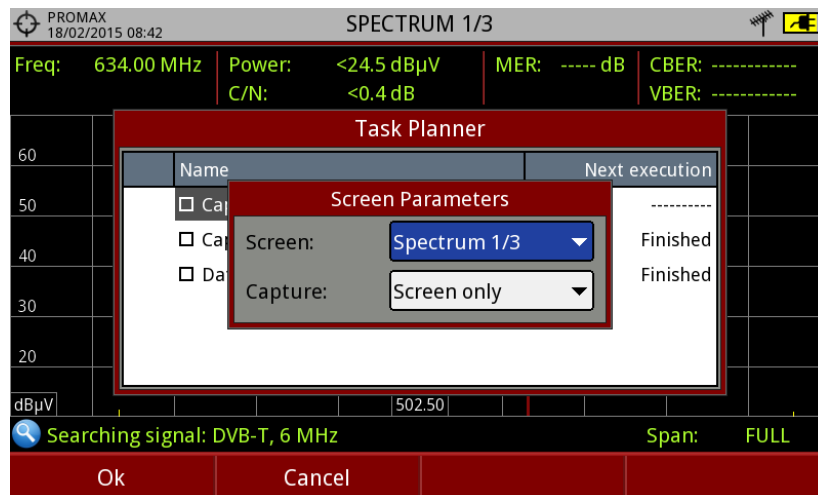 PROMAX
18/02/2015 08:42
SPECTRUM 1/3
Freq: 634.00 MHz Power: <24.5 dBµV MER: ----- dB CBER: ------------
C/N: <0.4 dB VBER: ------------
Task Planner
Name Next execution
Screen Parameters
---------
Screen: Spectrum 1/3
Finished
Capture: Screen only
Finished
60
50
40
30
20
dBµV 502.50
Searching signal: DVB-T, 6 MHz Span: FULL
Ok Cancel